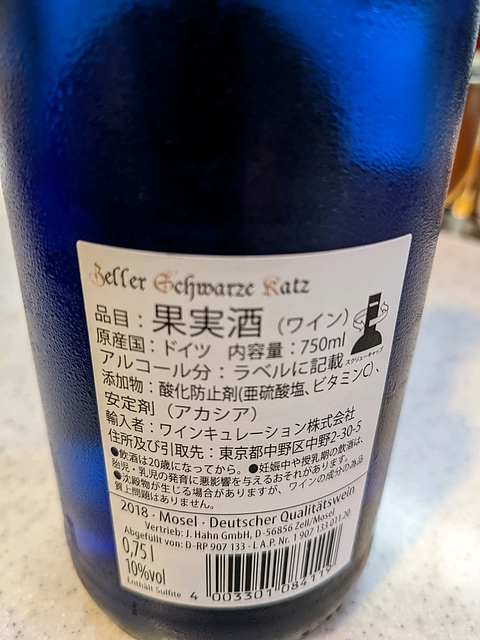 Zeller Schwarze Katz
品目：果実酒（ワイン）
原産国：ドイツ 内容量：750ml
アルコール分：ラベルに記載
スクリューキャップ
添加物：酸化防止剤(亜硫酸塩、ビタミンC)、
安定剤（アカシア）
輸入者：ワインキュレーション株式会社
住所及び引取先：東京都中野区中野2-30-5
●飲酒は20歳になってから。●妊娠中や授乳期の飲酒は、
胎児・乳児の発育に悪影響を与えるおそれがあります。
●沈殿物が生じる場合がありますが、ワインの成分の為品
質上問題はありません。
2018 · Mosel · Deutscher Qualitätswein
Vertrieb: J. Hahn GmbH, D-56856 Zell/Mosel
Abgefüllt von: D-RP 907 133 · L.A.P. Nr. 1 907 133 011 20
0,75 l
10%vol
Enthält Sulfite
4 003301 084119